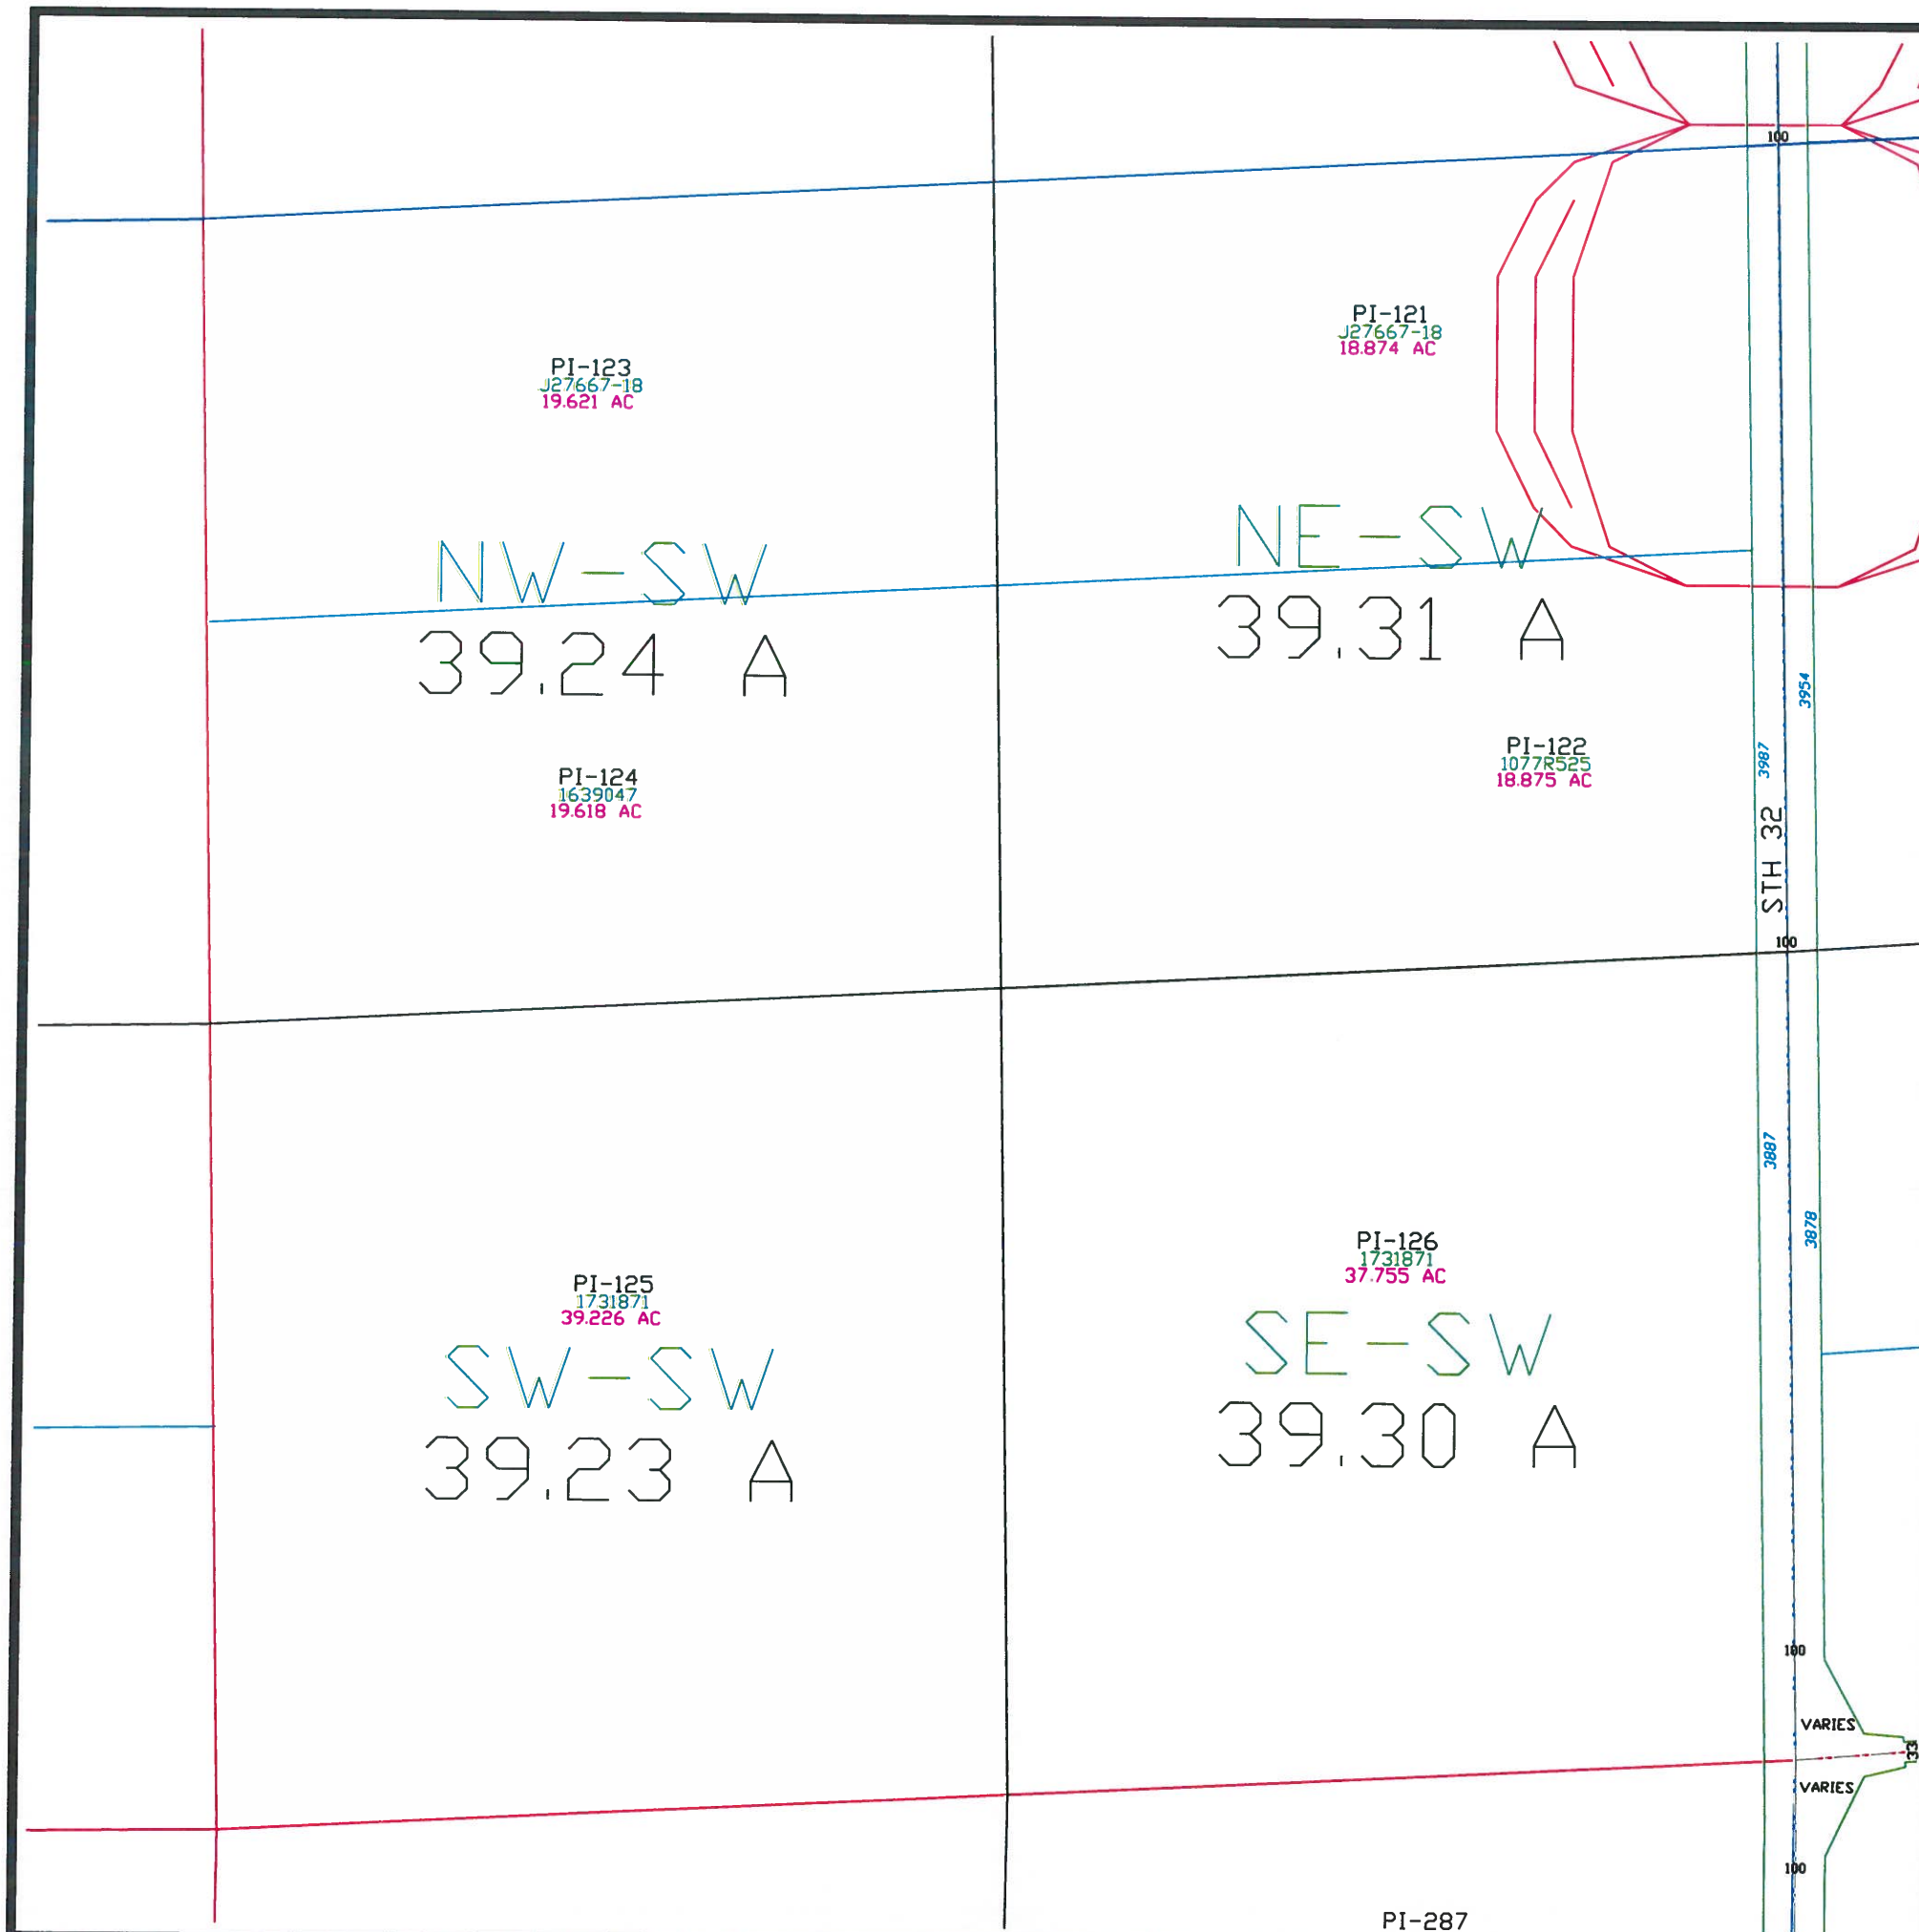 100
PI-121
J27667-18
18.874 AC
PI-123
J27667-18
19.621 AC
NE-SW
39.31 A
NW-SW
39.24 A
3954
3987
PI-122
1077R525
18.875 AC
PI-124
1639047
19.618 AC
STH 32
100
3887
3878
PI-126
1731871
37.755 AC
PI-125
1731871
39.226 AC
SE-SW
39.30 A
SW-SW
39.23 A
100
VARIES
33
VARIES
100
PI-287